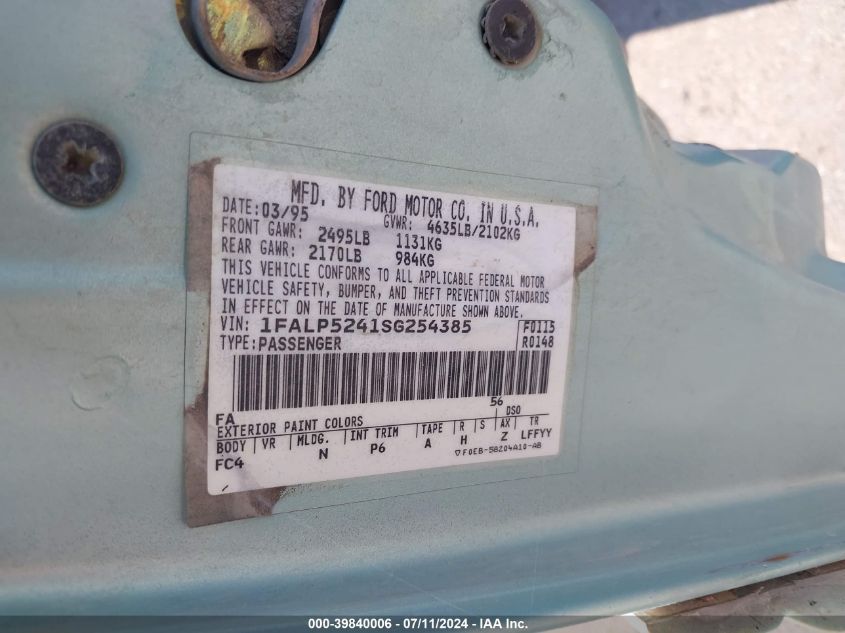 MFD. BY FORD MOTOR CO. IN U.S.A.
DATE: 03/95 GVWR: 4635LB/2102KG
FRONT GAWR: 2495LB 1131KG
REAR GAWR: 2170LB 984KG
THIS VEHICLE CONFORMS TO ALL APPLICABLE FEDERAL MOTOR
VEHICLE SAFETY, BUMPER, AND THEFT PREVENTION STANDARDS
IN EFFECT ON THE DATE OF MANUFACTURE SHOWN ABOVE.
VIN: 1FALP5241SG254385 F0115
TYPE: PASSENGER R0148
56
FA DSO
EXTERIOR PAINT COLORS
BODY VR MLDG. INT TRIM TAPE R S AX TR
FC4 N P6 A H Z LFFYY
F0EB-58204A10-AB
000-39840006 - 07/11/2024 - IAAI Inc.